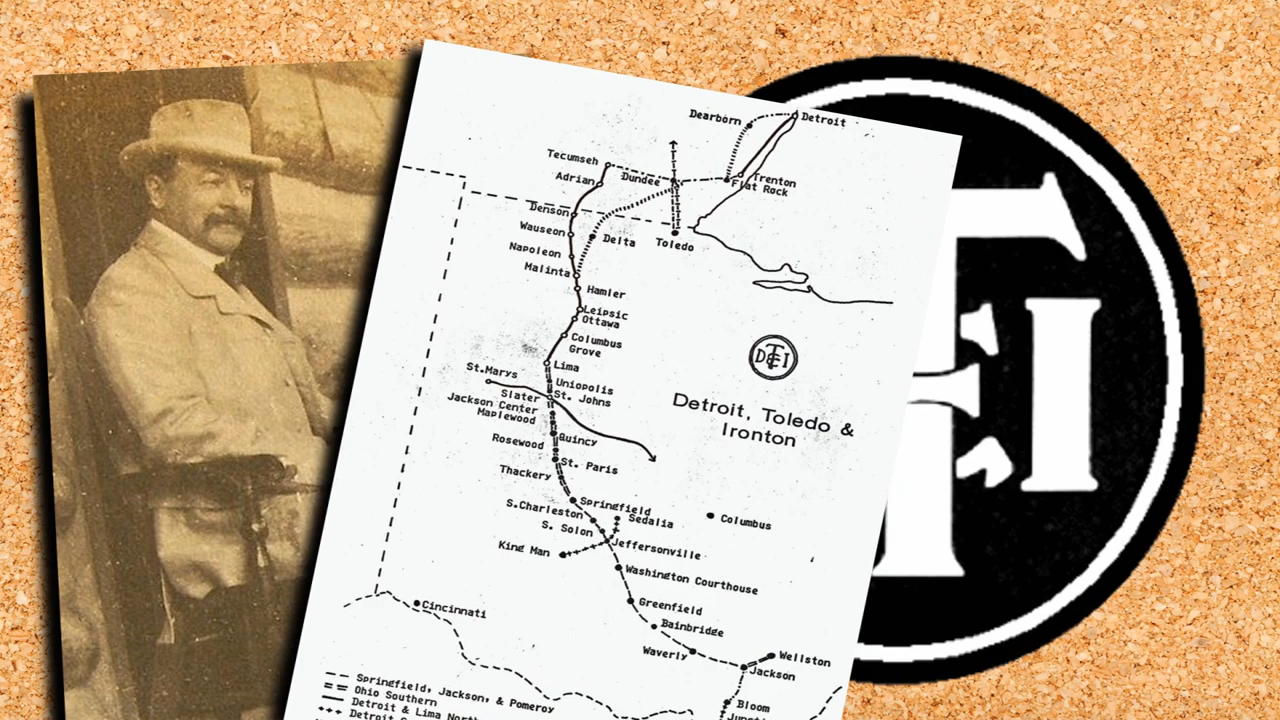 Dearborn
Detroit
Tecumseh
Dundee
Trenton
Flat Rock
Adrian
Denson
Wauseon
Delta
Toledo
Napoleon
Malinta
Hamler
Leipsic
Ottawa
Columbus
Grove
Lima
St.Marys
Uniopolis
Slater
St. Johns
Jackson Center
Maplewood
Quincy
Rosewood
St. Paris
Thackery
Springfield
S.Charleston
Sedalia
S. Solon
Columbus
King Man
Jeffersonville
Washington Courthouse
Greenfield
Cincinnati
Bainbridge
Waverly
Wellston
Jackson
Bloom
DT&I
Detroit, Toledo &
Ironton
Springfield, Jackson, & Pomeroy
Ohio Southern
Detroit & Lima
Detroit
T
I